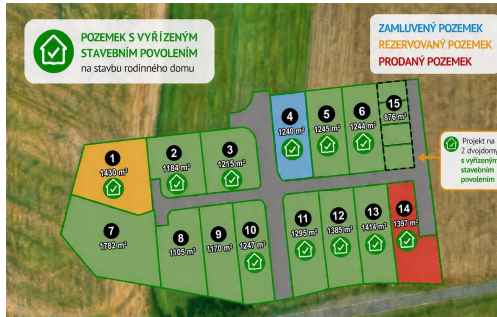 POZEMEK S VYŘÍZENÝM
STAVEBNÍM POVOLENÍM
na stavbu rodinného domu
ZAMLUVENÝ POZEMEK
REZERVOVANÝ POZEMEK
PRODANÝ POZEMEK
4
1240 m²
5
1245 m²
6
1244 m²
15
876 m²
1
1430 m²
2
1184 m²
3
1215 m²
Projekt na
2 dvojdomy
s vyřízeným
stavebním
povolením
7
1782 m²
8
1105 m²
9
1170 m²
10
1247 m²
11
1295 m²
12
1385 m²
13
1414 m²
14
1397 m²